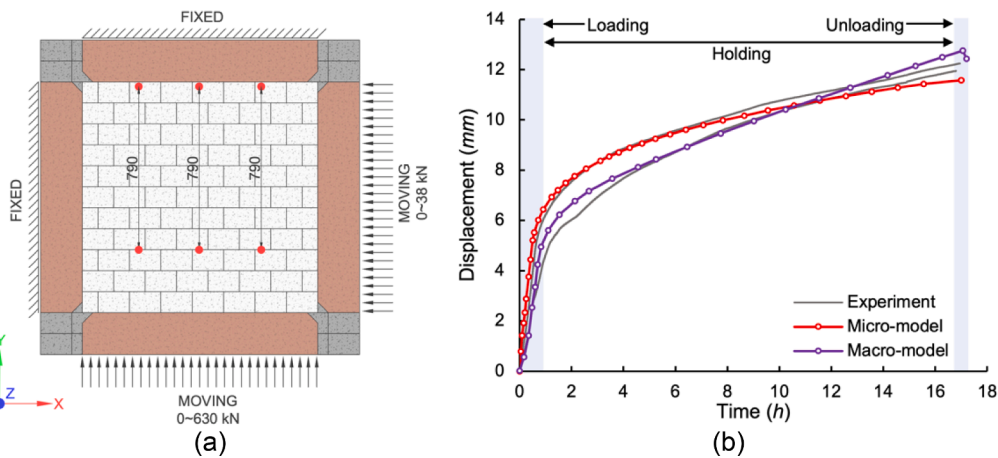 FIXED
FIXED
790
790
790
MOVING
0~38 kN
MOVING
0~630 kN
Y
Z
X
(a)
Loading
Unloading
Holding
Displacement (mm)
14
12
10
8
6
4
2
0
Experiment
Micro-model
Macro-model
0 2 4 6 8 10 12 14 16 18
Time (h)
(b)